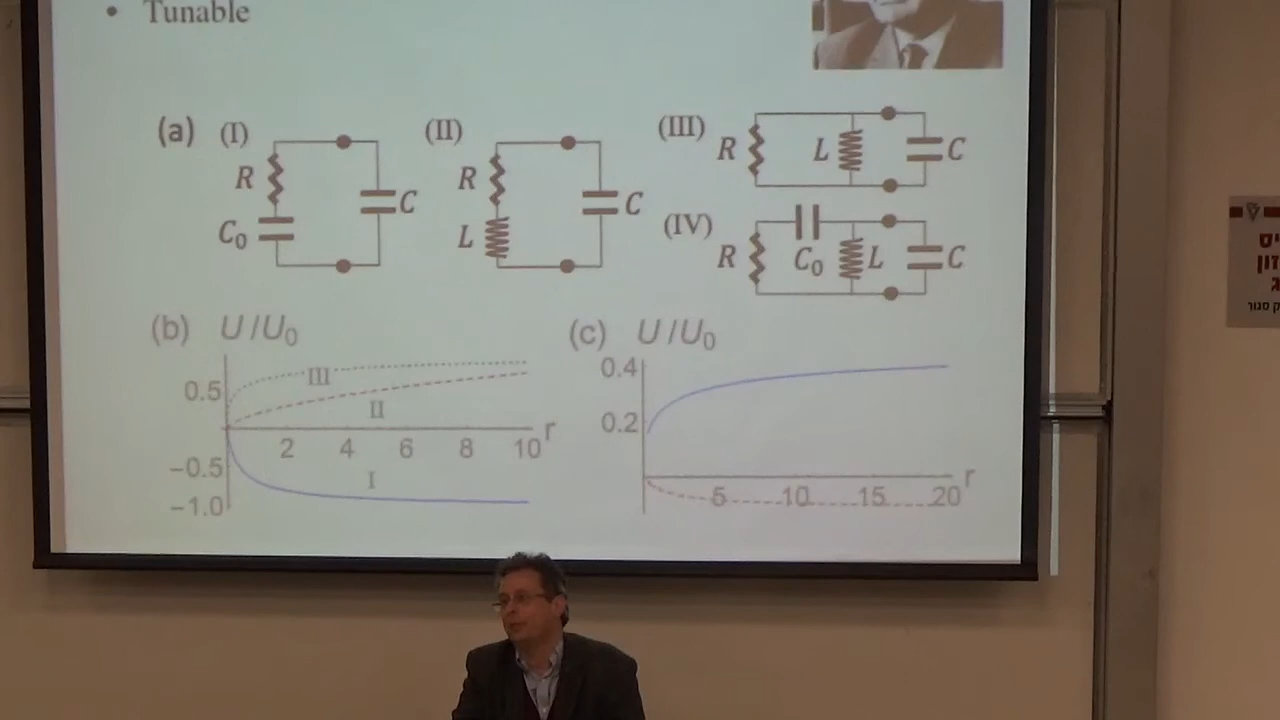 • Tunable
(a) (I) (II) (III) (IV)
R C₀ C
R L C
R L C
R C₀ L C
(b) U/U₀
0.5
−0.5
−1.0
2 4 6 8 10 r
III
II
I
(c) U/U₀
0.4
0.2
5 10 15 20 r